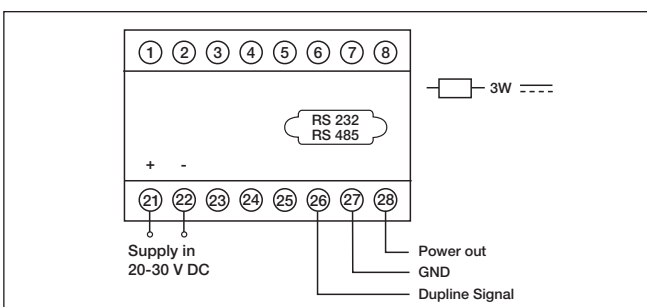 1 2 3 4 5 6 7 8
3W
RS 232
RS 485
+ -
21 22 23 24 25 26 27 28
Supply in
20-30 V DC
Power out
GND
Dupline Signal